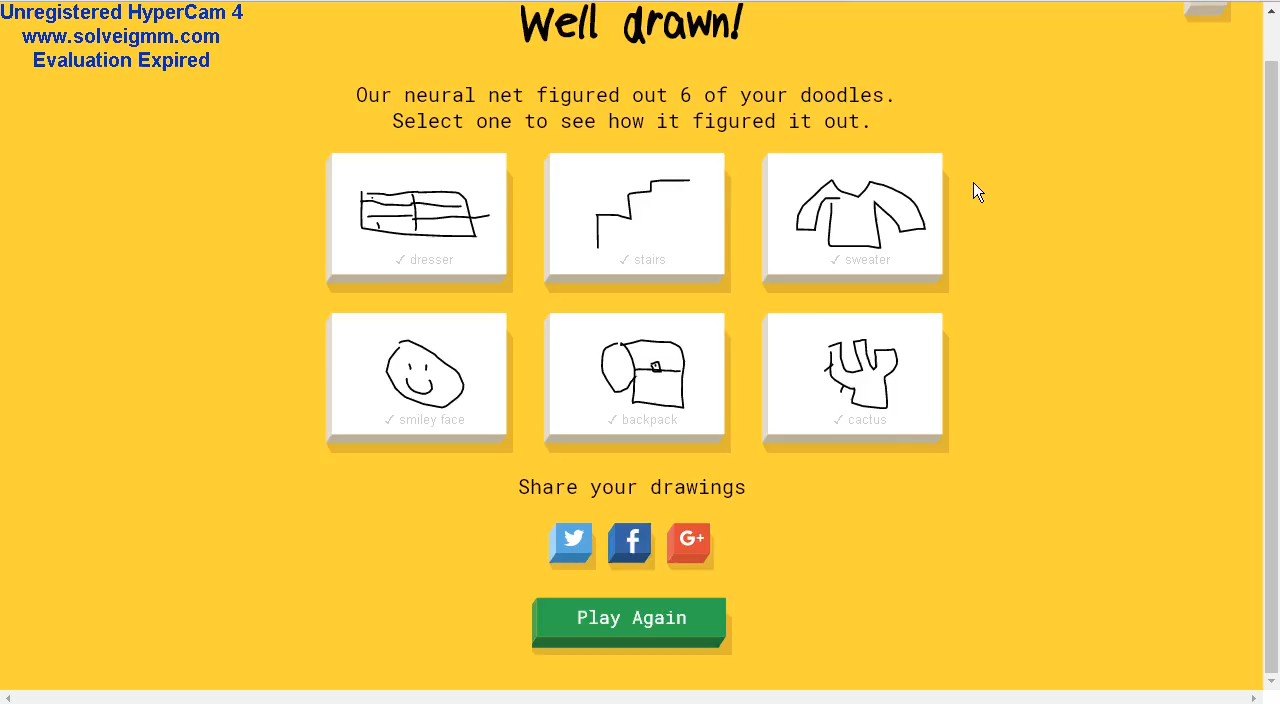 Unregistered HyperCam 4
www.solveigmm.com
Evaluation Expired
Well drawn!
Our neural net figured out 6 of your doodles.
Select one to see how it figured it out.
✓ dresser
✓ stairs
✓ sweater
✓ smiley face
✓ backpack
✓ cactus
Share your drawings
f
G+
Play Again